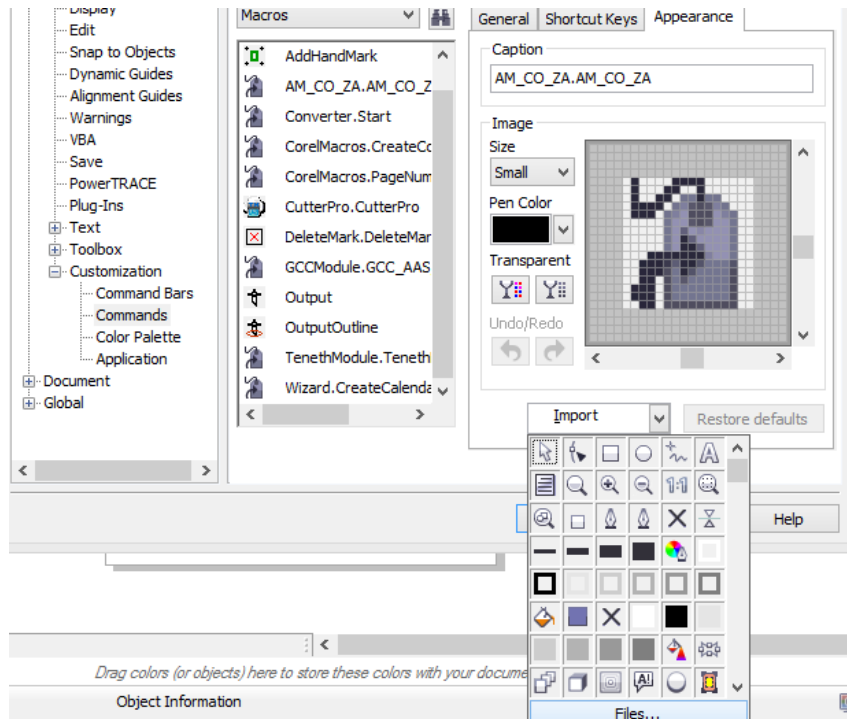 Display
Edit
Snap to Objects
Dynamic Guides
Alignment Guides
Warnings
VBA
Save
PowerTRACE
Plug-Ins
Text
Toolbox
Customization
Command Bars
Commands
Color Palette
Application
Document
Global
Macros
AddHandMark
AM_CO_ZA.AM_CO_Z
Converter.Start
CorelMacros.CreateCo
CorelMacros.PageNum
CutterPro.CutterPro
DeleteMark.DeleteMar
GCCModule.GCC_AAS
Output
OutputOutline
TenethModule.Teneth
Wizard.CreateCalenda
General Shortcut Keys Appearance
Caption
AM_CO_ZA.AM_CO_ZA
Image
Size
Small
Pen Color
Transparent
Undo/Redo
Import
Restore defaults
1:1
A!
Files...
Help
Drag colors (or objects) here to store these colors with your docume
Object Information